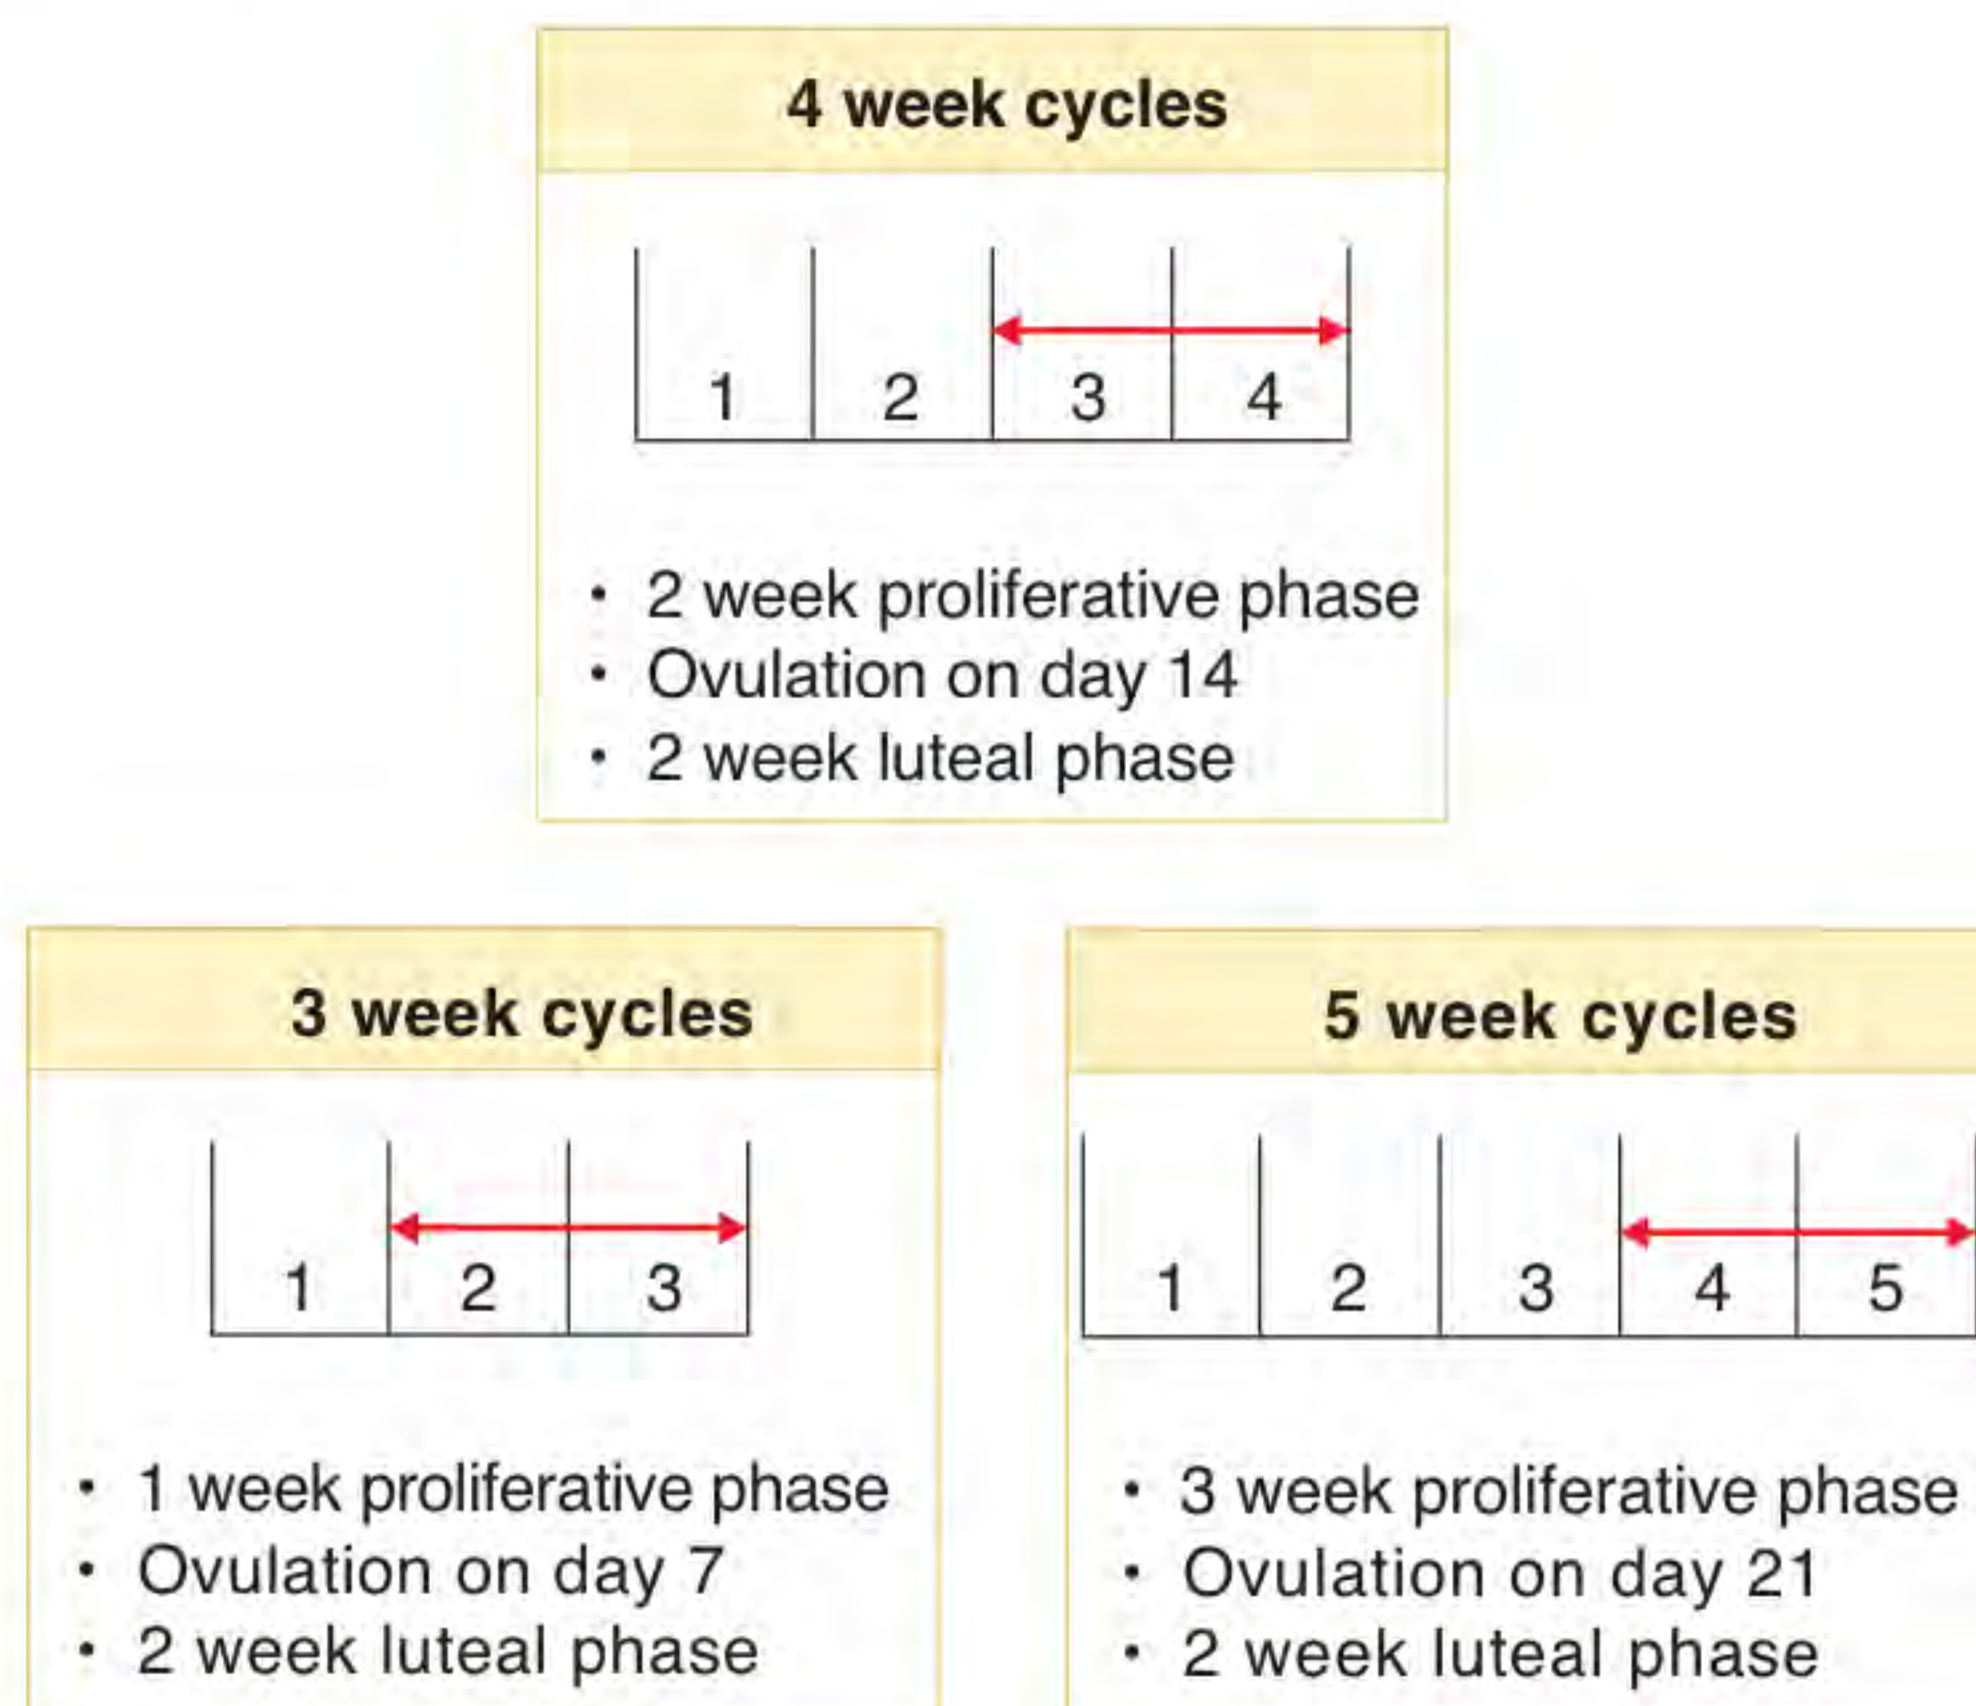 4 week cycles
1 2 3 4
• 2 week proliferative phase
• Ovulation on day 14
• 2 week luteal phase
3 week cycles
1 2 3
• 1 week proliferative phase
• Ovulation on day 7
• 2 week luteal phase
5 week cycles
1 2 3 4 5
• 3 week proliferative phase
• Ovulation on day 21
• 2 week luteal phase